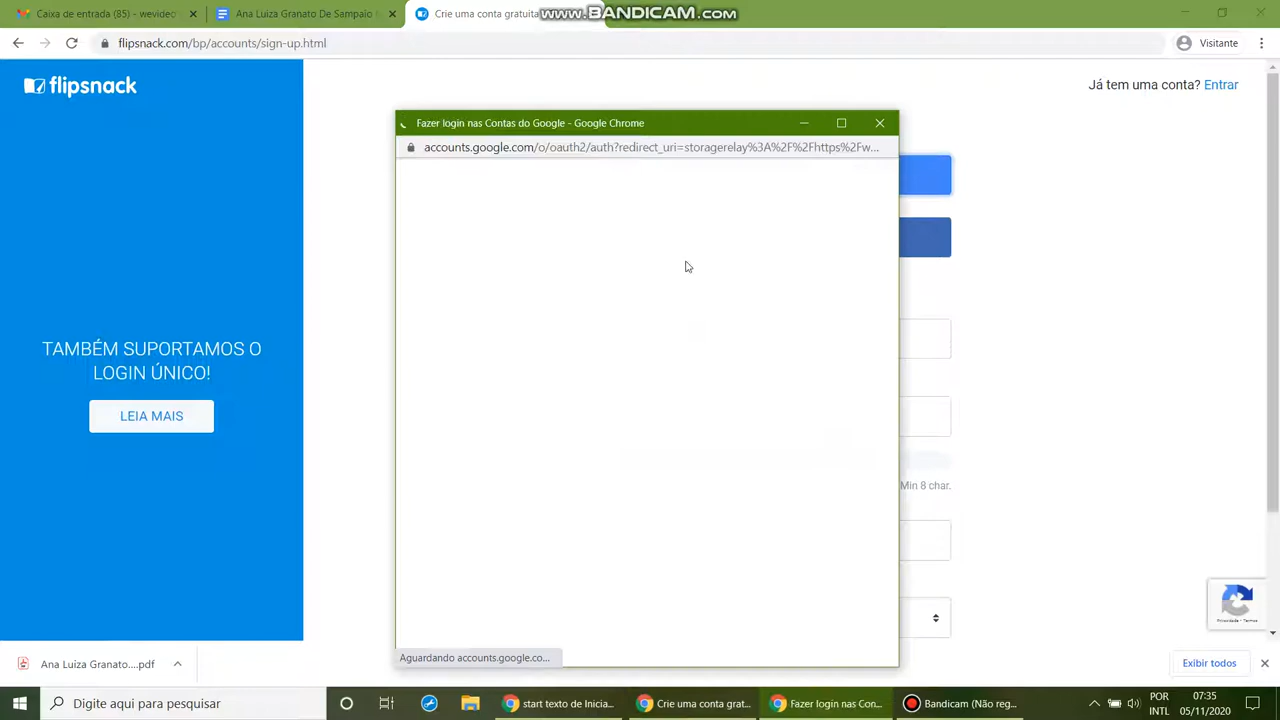 Caixa de entrada (85) - wevideo
Ana Luiza Granato De Sampaio
Crie uma conta gratuita
www.BANDICAM.com
flipsnack.com/bp/accounts/sign-up.html
Visitante
flipsnack
Já tem uma conta? Entrar
Fazer login nas Contas do Google - Google Chrome
accounts.google.com/o/oauth2/auth?redirect_uri=storagerelay%3A%2F%2Fhttps%2Fw...
TAMBÉM SUPORTAMOS O
LOGIN ÚNICO!
LEIA MAIS
Min 8 char.
Privacidade - Termos
Aguardando accounts.google.co...
Ana Luiza Granato....pdf
Exibir todos
Digite aqui para pesquisar
start texto de Inicia...
Crie uma conta grat...
Fazer login nas Con...
Bandicam (Não reg...
POR
INTL
07:35
05/11/2020